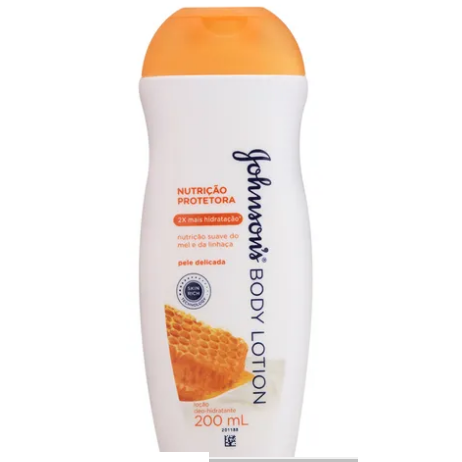 Johnson's® BODY LOTION
NUTRIÇÃO
PROTETORA
2X mais hidratação*
nutrição suave do
mel e da linhaça
pele delicada
SKIN
RICH
loção
deo-hidratante
200 mL